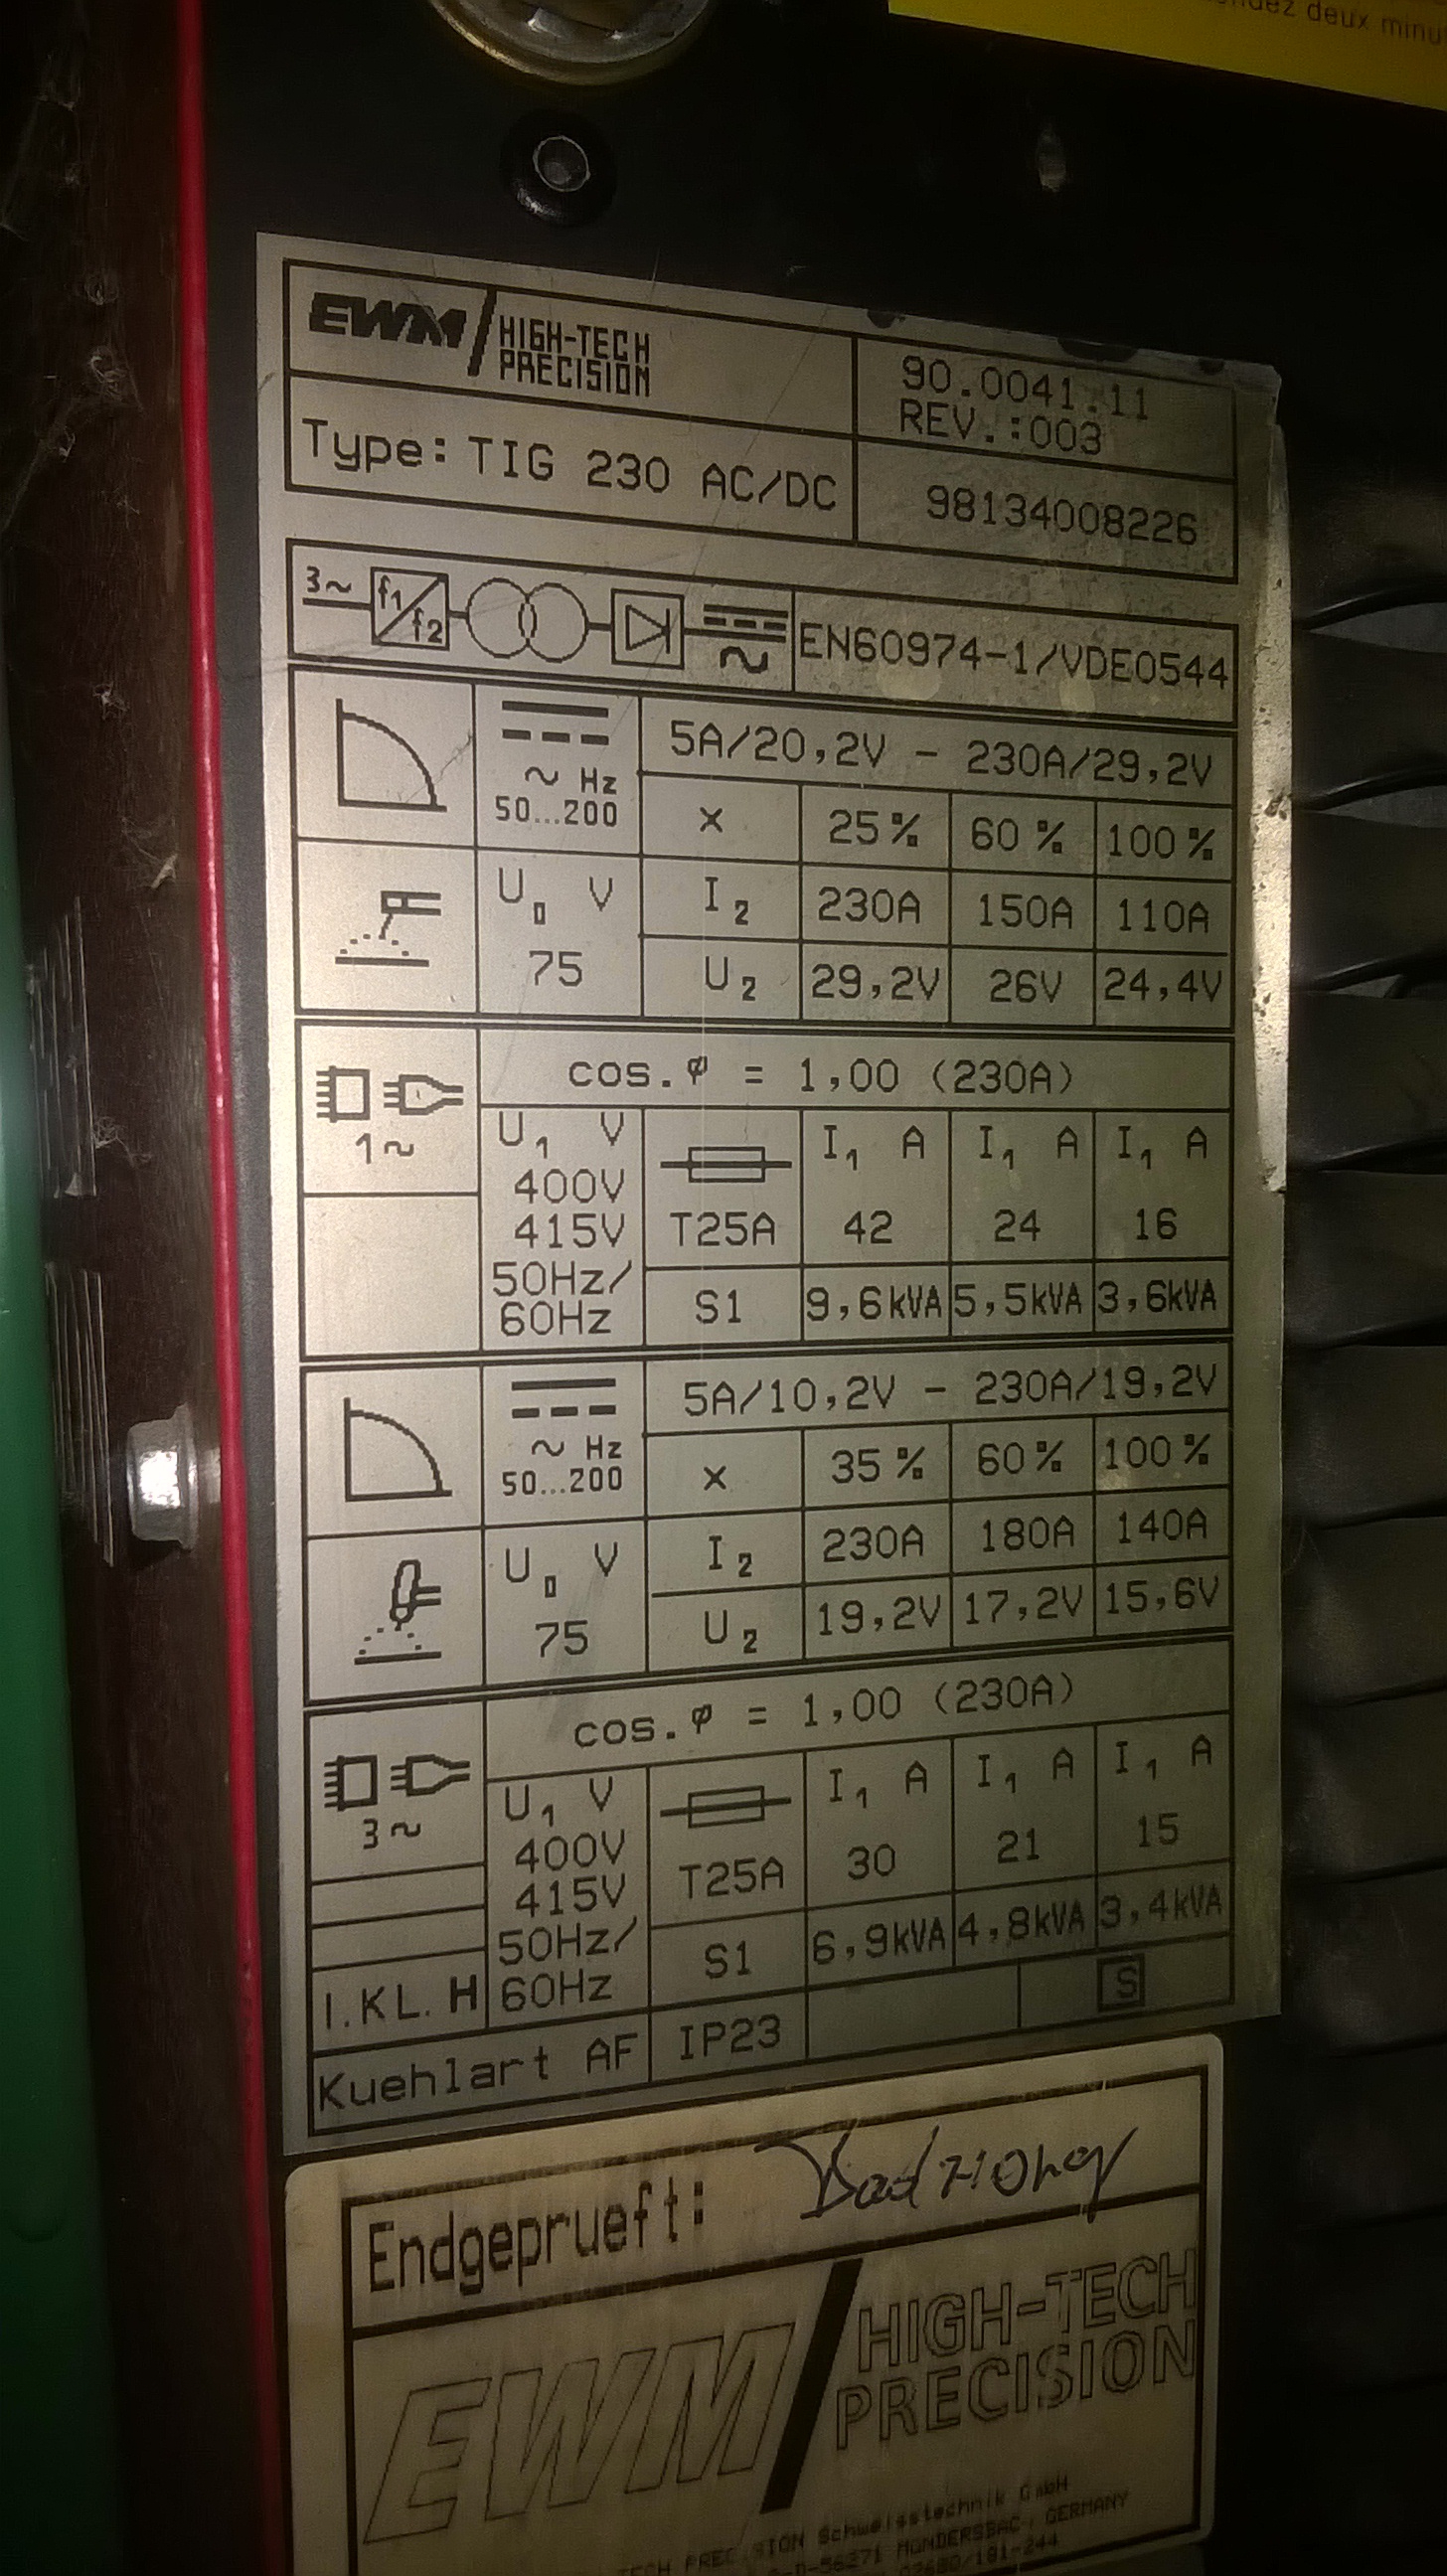 ndez deux minu
EWM HIGH-TECH PRECISION
90.0041.11
REV.:003
Type: TIG 230 AC/DC
98134008226
3~ f1 f2 ~
EN60974-1/VDE0544
~ Hz
50...200
5A/20,2V - 230A/29,2V
X 25% 60% 100%
U0 V
75
I2 230A 150A 110A
U2 29,2V 26V 24,4V
1~
cos.φ = 1,00 (230A)
U1 V
400V
415V
50Hz/
60Hz
T25A
I1 A I1 A I1 A
42 24 16
S1 9,6kVA 5,5kVA 3,6kVA
~ Hz
50...200
5A/10,2V - 230A/19,2V
X 35% 60% 100%
U0 V
75
I2 230A 180A 140A
U2 19,2V 17,2V 15,6V
3~
cos.φ = 1,00 (230A)
U1 V
400V
415V
50Hz/
60Hz
T25A
I1 A I1 A I1 A
30 21 15
S1 6,9kVA 4,8kVA 3,4kVA
I.KL. H
S
Kuehlart AF IP23
Endgeprueft:
EWM HIGH-TECH
PRECISION
Schweisstechnik GmbH
D-56271 MÜNDERSBAC GERMANY
02680/181-244